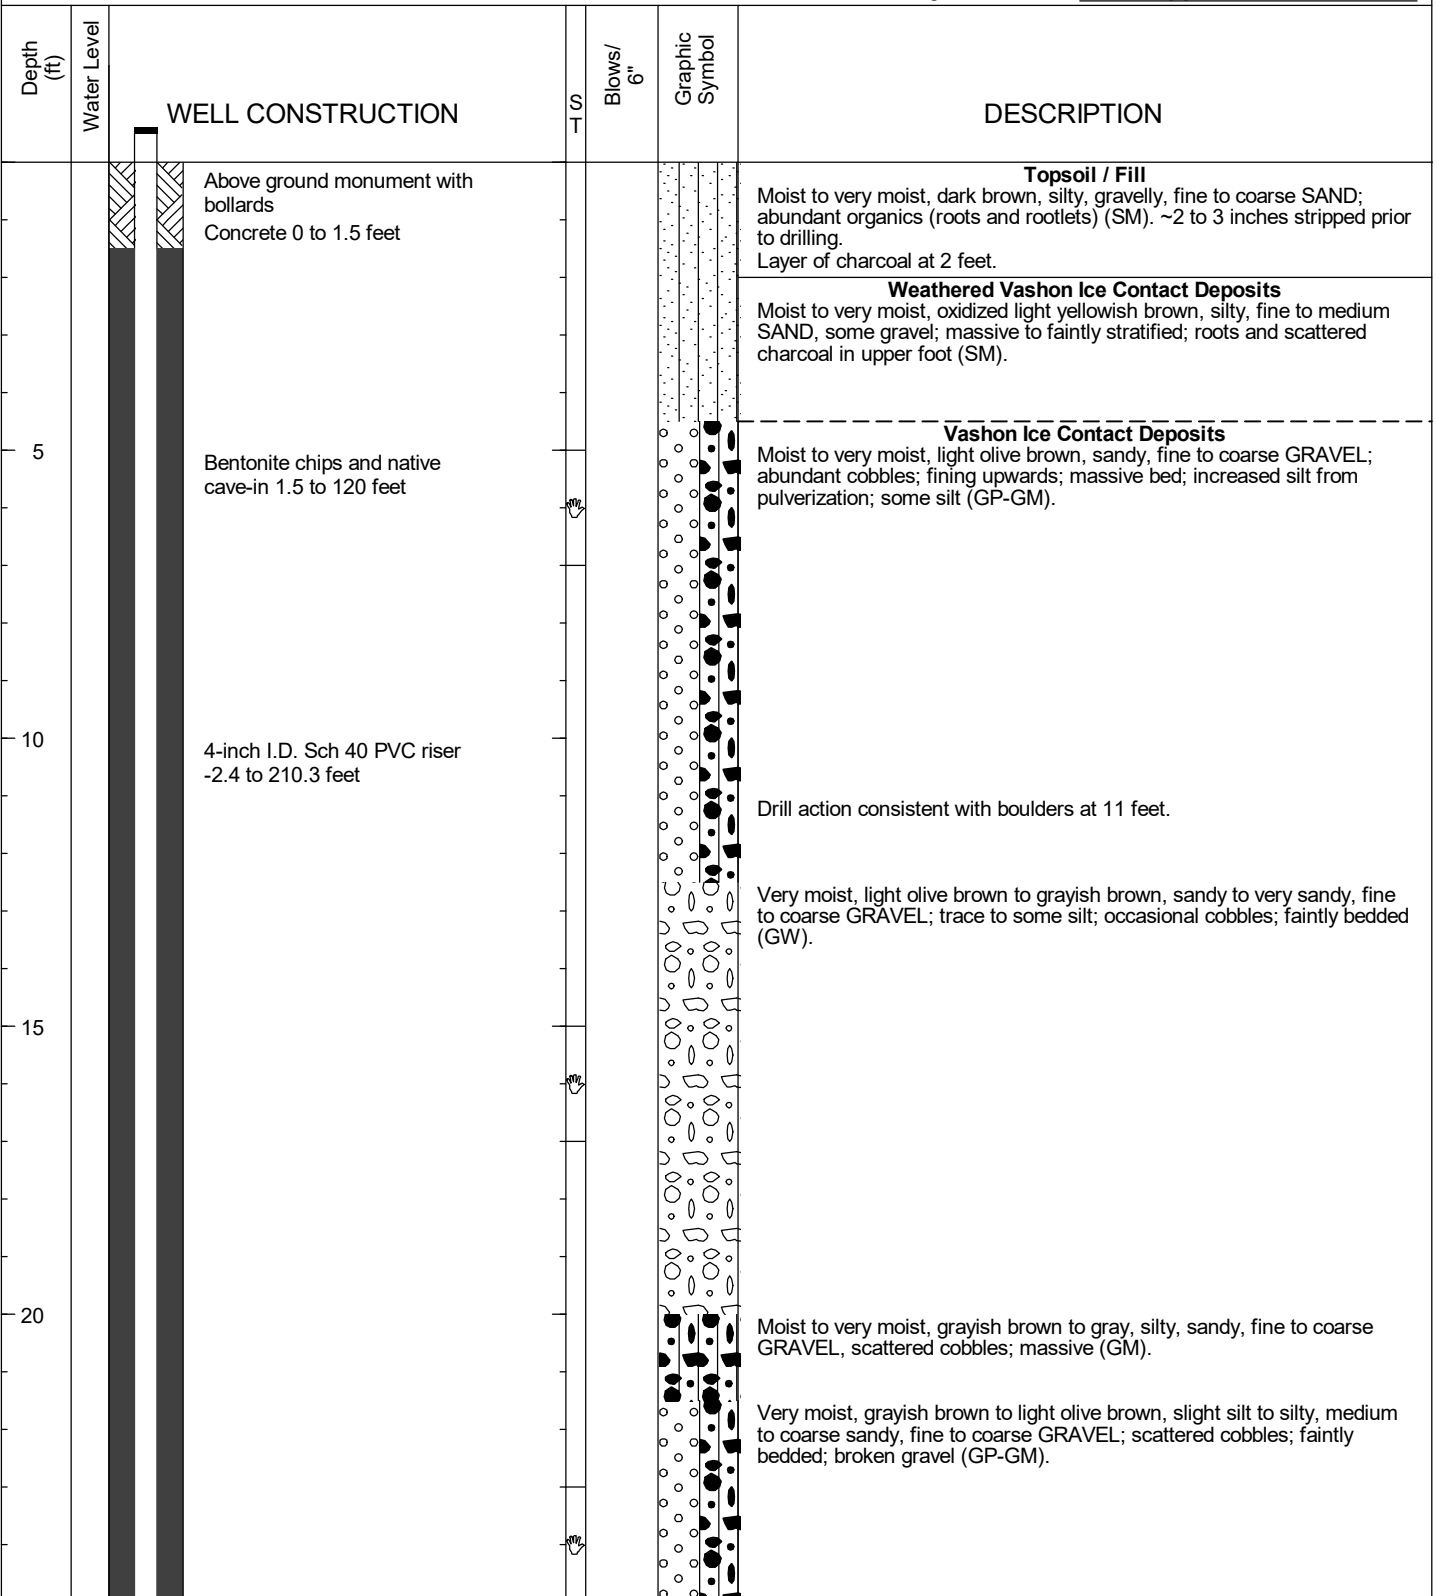 Depth
(ft)
Water Level
WELL CONSTRUCTION
S
T
Blows/
6"
Graphic
Symbol
DESCRIPTION
Above ground monument with
bollards
Concrete 0 to 1.5 feet
Topsoil / Fill
Moist to very moist, dark brown, silty, gravelly, fine to coarse SAND;
abundant organics (roots and rootlets) (SM). ~2 to 3 inches stripped prior
to drilling.
Layer of charcoal at 2 feet.
Weathered Vashon Ice Contact Deposits
Moist to very moist, oxidized light yellowish brown, silty, fine to medium
SAND, some gravel; massive to faintly stratified; roots and scattered
charcoal in upper foot (SM).
5
Bentonite chips and native
cave-in 1.5 to 120 feet
Vashon Ice Contact Deposits
Moist to very moist, light olive brown, sandy, fine to coarse GRAVEL;
abundant cobbles; fining upwards; massive bed; increased silt from
pulverization; some silt (GP-GM).
10
4-inch I.D. Sch 40 PVC riser
-2.4 to 210.3 feet
Drill action consistent with boulders at 11 feet.
Very moist, light olive brown to grayish brown, sandy to very sandy, fine
to coarse GRAVEL; trace to some silt; occasional cobbles; faintly bedded
(GW).
15
20
Moist to very moist, grayish brown to gray, silty, sandy, fine to coarse
GRAVEL, scattered cobbles; massive (GM).
Very moist, grayish brown to light olive brown, slight silt to silty, medium
to coarse sandy, fine to coarse GRAVEL; scattered cobbles; faintly
bedded; broken gravel (GP-GM).